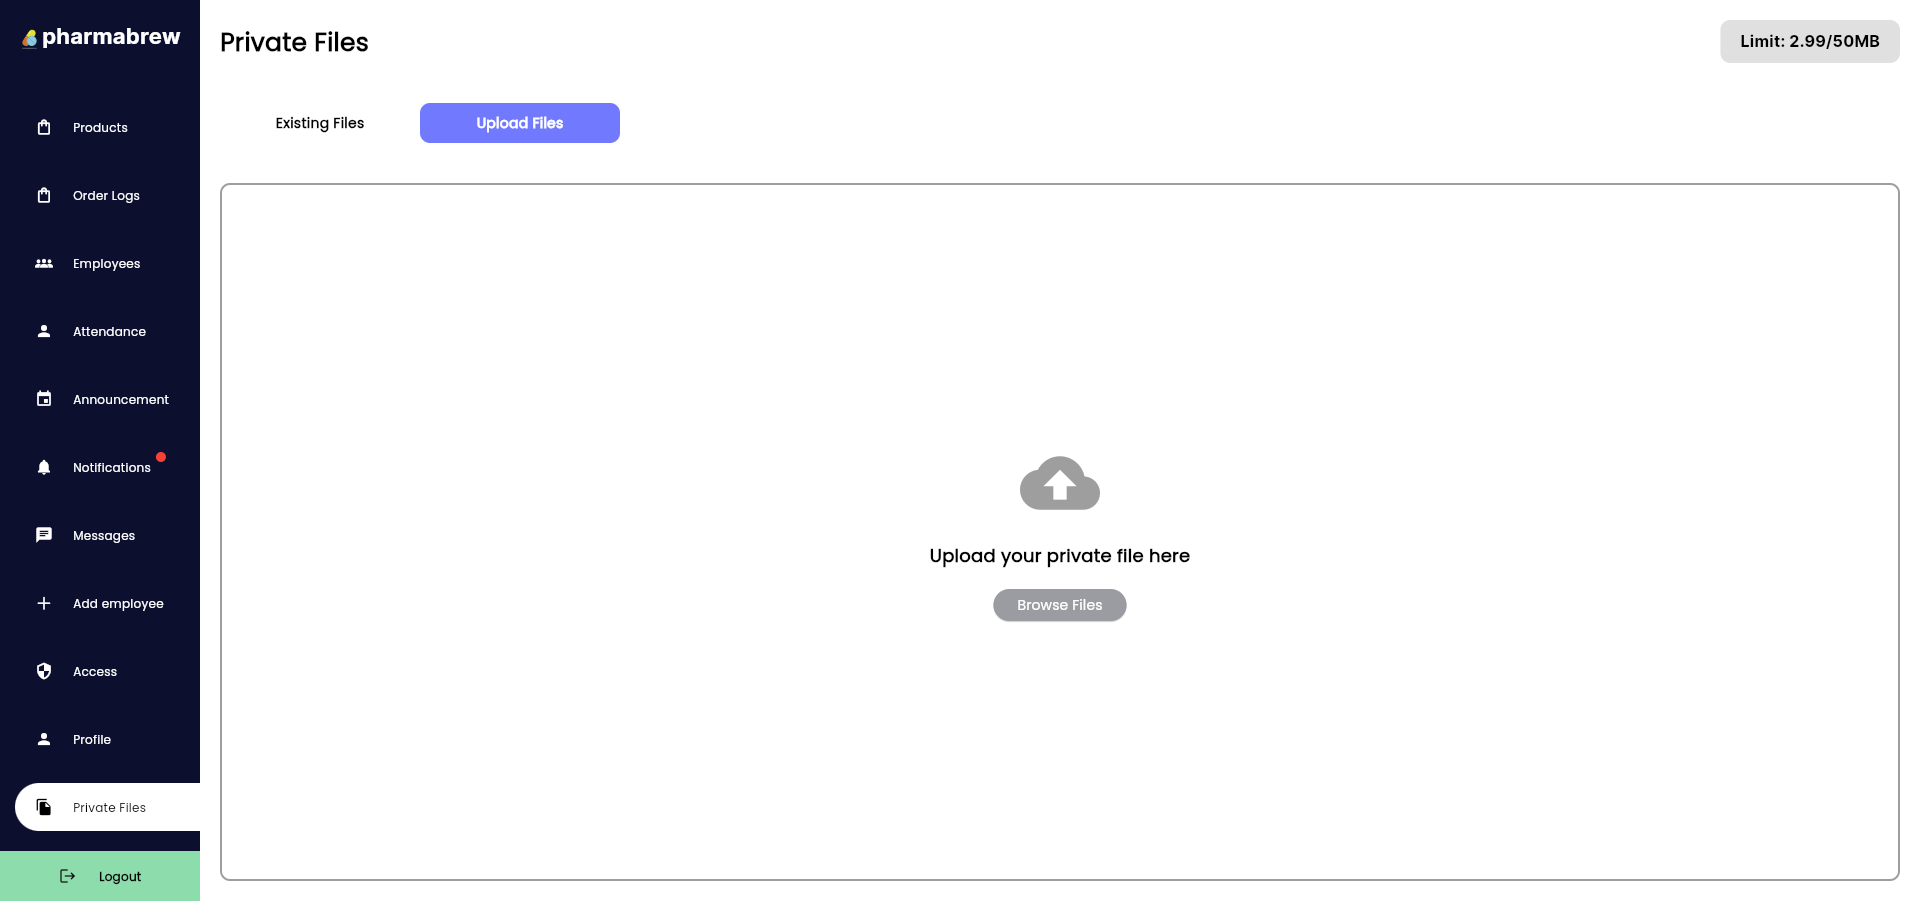 pharmabrew
Products
Order Logs
Employees
Attendance
Announcement
Notifications
Messages
Add employee
Access
Profile
Private Files
Logout
Private Files
Limit: 2.99/50MB
Existing Files
Upload Files
Upload your private file here
Browse Files